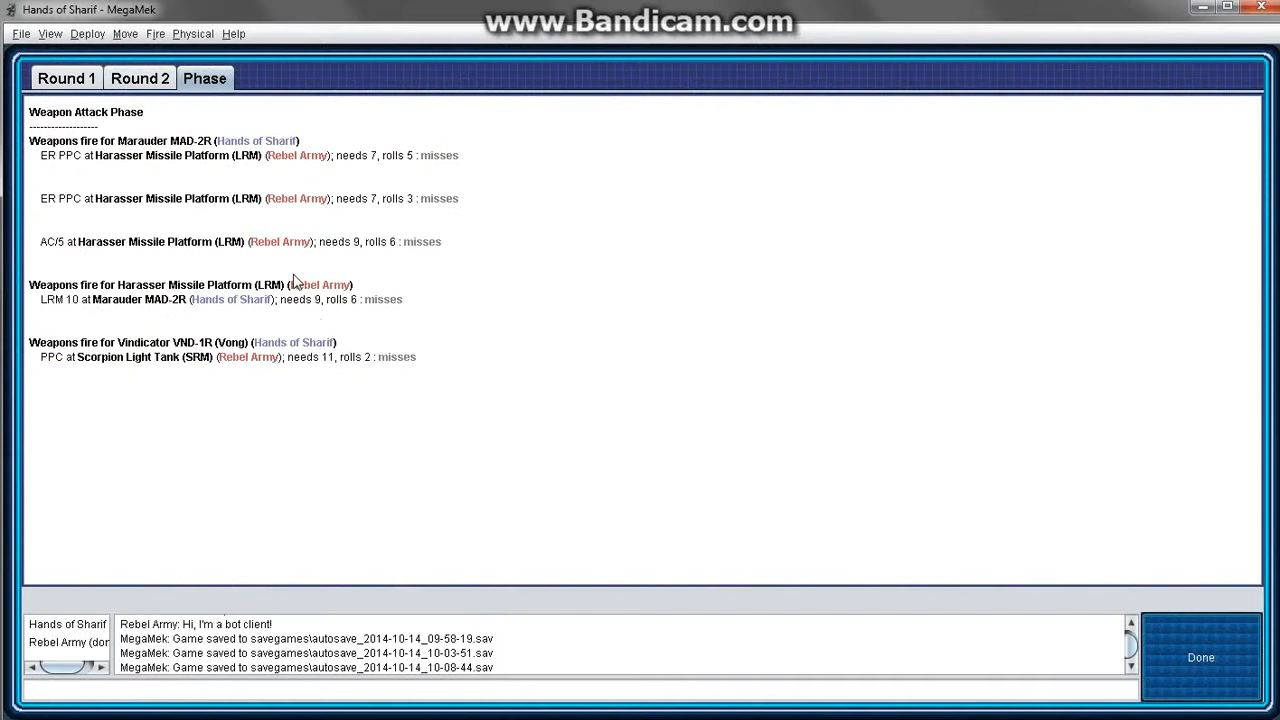 Hands of Sharif - MegaMek
www.Bandicam.com
File View Deploy Move Fire Physical Help
Round 1 Round 2 Phase
Weapon Attack Phase
-------------------
Weapons fire for Marauder MAD-2R (Hands of Sharif)
ER PPC at Harasser Missile Platform (LRM) (Rebel Army); needs 7, rolls 5 : misses
ER PPC at Harasser Missile Platform (LRM) (Rebel Army); needs 7, rolls 3 : misses
AC/5 at Harasser Missile Platform (LRM) (Rebel Army); needs 9, rolls 6 : misses
Weapons fire for Harasser Missile Platform (LRM) (Rebel Army)
LRM 10 at Marauder MAD-2R (Hands of Sharif); needs 9, rolls 6 : misses
Weapons fire for Vindicator VND-1R (Vong) (Hands of Sharif)
PPC at Scorpion Light Tank (SRM) (Rebel Army); needs 11, rolls 2 : misses
Hands of Sharif
Rebel Army (dor
Rebel Army: Hi, I'm a bot client!
MegaMek: Game saved to savegames\autosave_2014-10-14_09-58-19.sav
MegaMek: Game saved to savegames\autosave_2014-10-14_10-03-51.sav
MegaMek: Game saved to savegames\autosave_2014-10-14_10-08-44.sav
Done